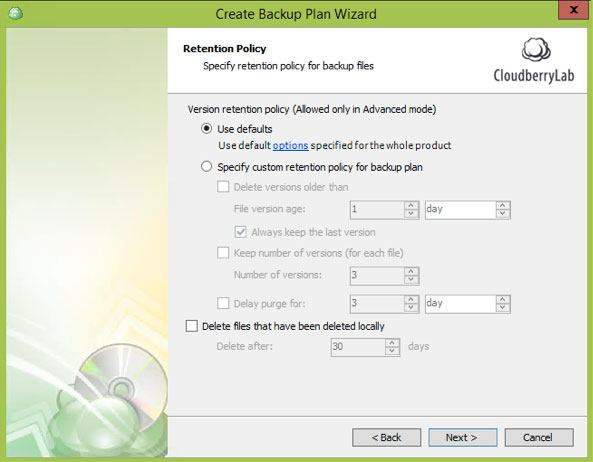 Create Backup Plan Wizard
x
Retention Policy
Specify retention policy for backup files
CloudberryLab
Version retention policy (Allowed only in Advanced mode)
Use defaults
Use default options specified for the whole product
Specify custom retention policy for backup plan
Delete versions older than
File version age: 1 day
Always keep the last version
Keep number of versions (for each file)
Number of versions: 3
Delay purge for: 3 day
Delete files that have been deleted locally
Delete after: 30 days
< Back Next > Cancel